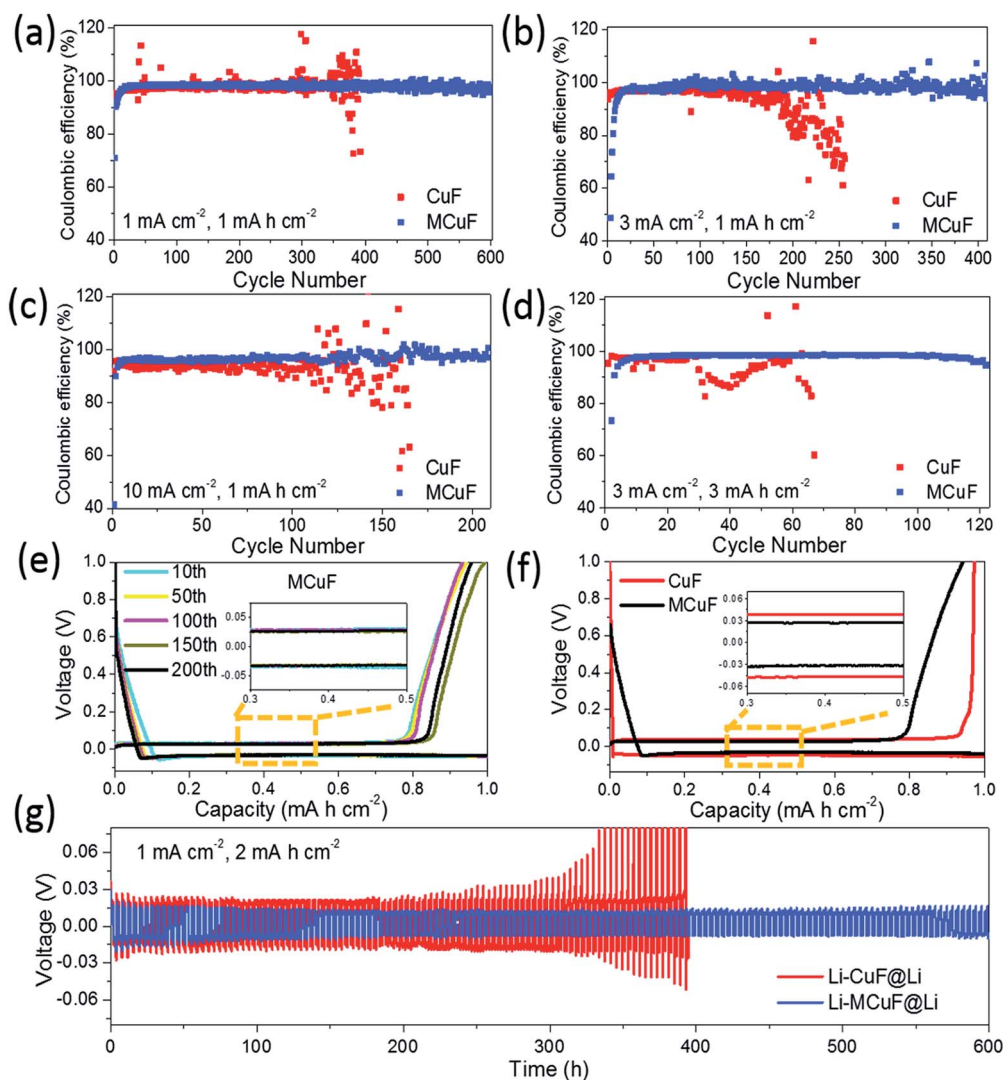 (a)
120
100
80
60
40
Coulombic efficiency (%)
CuF
MCuF
1 mA cm⁻², 1 mA h cm⁻²
0 100 200 300 400 500 600
Cycle Number
(b)
120
100
80
60
40
Coulombic efficiency (%)
CuF
MCuF
3 mA cm⁻², 1 mA h cm⁻²
0 50 100 150 200 250 300 350 400
Cycle Number
(c)
120
100
80
60
40
Coulombic efficiency (%)
CuF
MCuF
10 mA cm⁻², 1 mA h cm⁻²
0 50 100 150 200
Cycle Number
(d)
120
100
80
60
40
Coulombic efficiency (%)
CuF
MCuF
3 mA cm⁻², 3 mA h cm⁻²
0 20 40 60 80 100 120
Cycle Number
(e)
1.0
0.8
0.6
0.4
0.2
0.0
Voltage (V)
10th
50th
100th
150th
200th
MCuF
0.05
0.03
0.00
-0.03
-0.05
0.3 0.4 0.5
0.0 0.2 0.4 0.6 0.8 1.0
Capacity (mA h cm⁻²)
(f)
1.0
0.8
0.6
0.4
0.2
0.0
Voltage (V)
CuF
MCuF
0.06
0.03
0.00
-0.03
-0.06
0.3 0.4 0.5
0.0 0.2 0.4 0.6 0.8 1.0
Capacity (mA h cm⁻²)
(g)
0.06
0.03
0.00
-0.03
-0.06
Voltage (V)
1 mA cm⁻², 2 mA h cm⁻²
Li-CuF@Li
Li-MCuF@Li
0 100 200 300 400 500 600
Time (h)